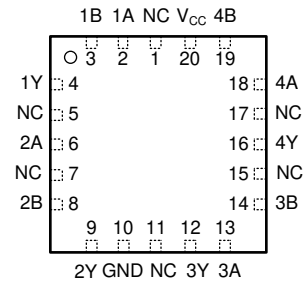 1B 1A NC VCC 4B
3 2 1 20 19
1Y 4 18 4A
NC 5 17 NC
2A 6 16 4Y
NC 7 15 NC
2B 8 14 3B
9 10 11 12 13
2Y GND NC 3Y 3A